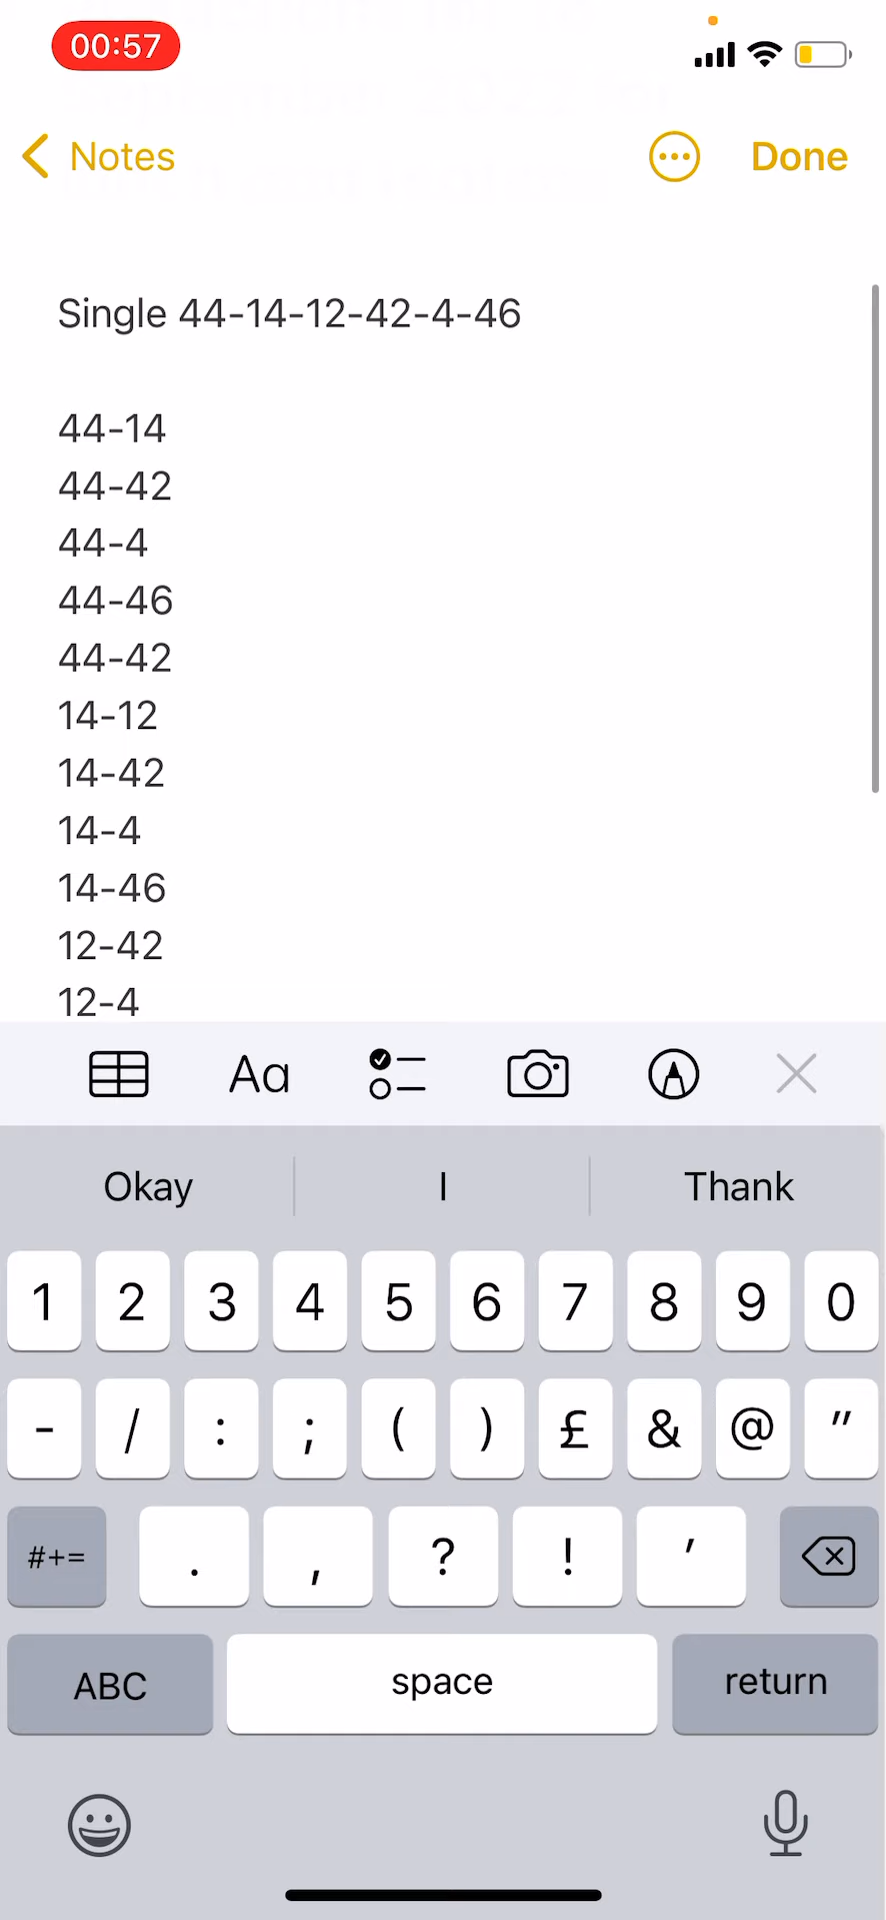 00:57
Notes
Done
Single 44-14-12-42-4-46
44-14
44-42
44-4
44-46
44-42
14-12
14-42
14-4
14-46
12-42
12-4
Aa
Okay I Thank
1 2 3 4 5 6 7 8 9 0
- / : ; ( ) £ & @ "
#+= . , ? ! '
ABC space return